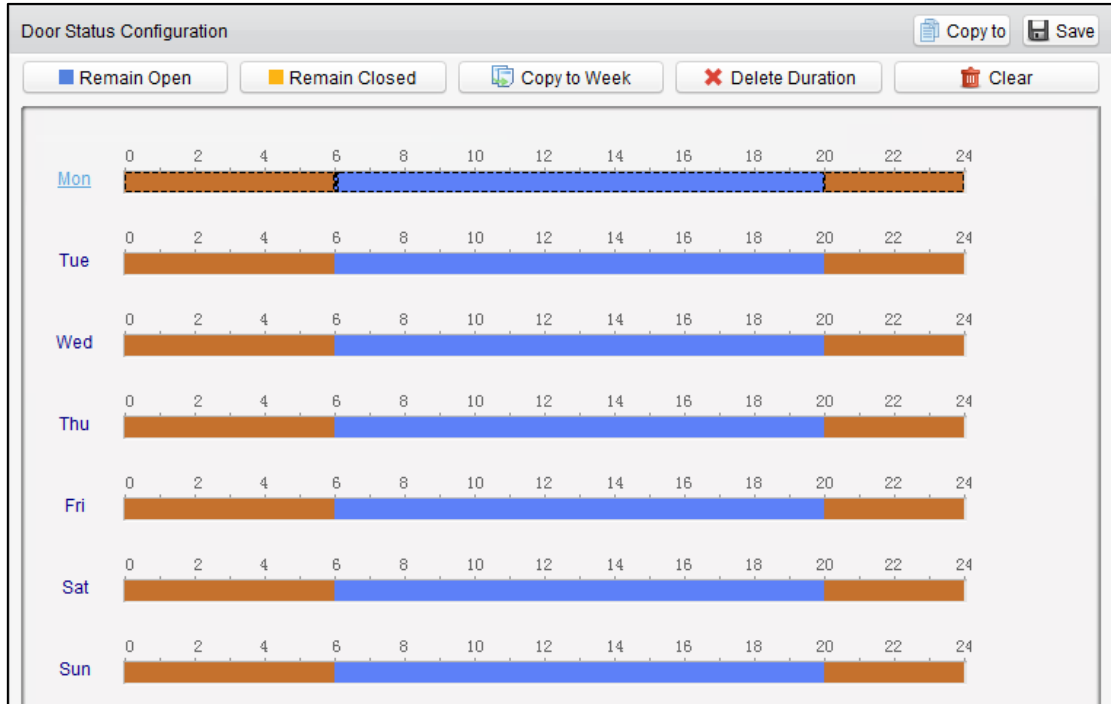 Door Status Configuration Copy to Save
Remain Open Remain Closed Copy to Week Delete Duration Clear
0 2 4 6 8 10 12 14 16 18 20 22 24
Mon
0 2 4 6 8 10 12 14 16 18 20 22 24
Tue
0 2 4 6 8 10 12 14 16 18 20 22 24
Wed
0 2 4 6 8 10 12 14 16 18 20 22 24
Thu
0 2 4 6 8 10 12 14 16 18 20 22 24
Fri
0 2 4 6 8 10 12 14 16 18 20 22 24
Sat
0 2 4 6 8 10 12 14 16 18 20 22 24
Sun